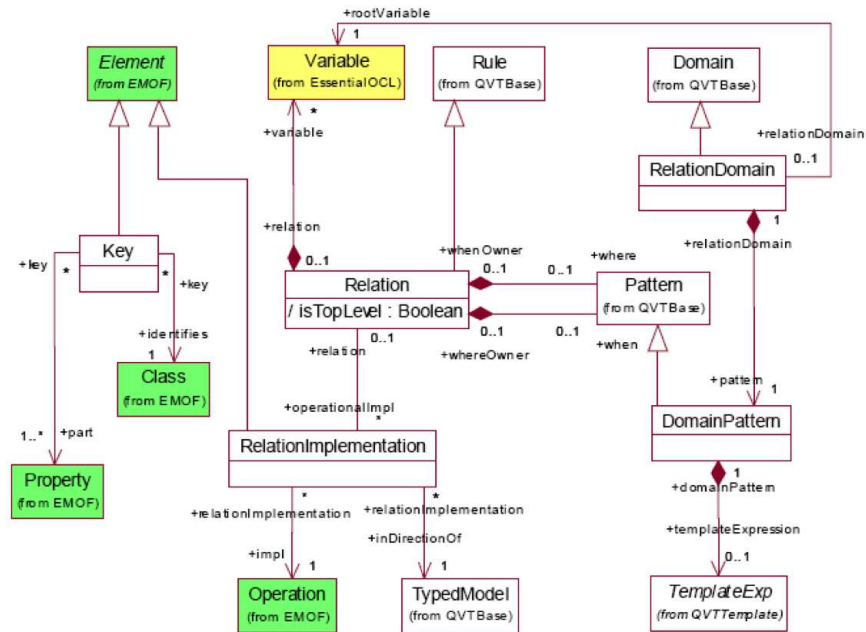 +rootVariable
1
Element
(from EMOF)
Variable
(from EssentialOCL)
Rule
(from QVTBase)
Domain
(from QVTBase)
*
+variable
+relationDomain
0..1
RelationDomain
1
+relationDomain
+relation
0..1
Key
+key
*
*
+key
+whenOwner
0..1
0..1
+where
Relation
/ isTopLevel : Boolean
Pattern
(from QVTBase)
0..1
+relation
0..1
+whereOwner
0..1
+when
+identifies
1
Class
(from EMOF)
+pattern
1
+operationalImpl
*
RelationImplementation
DomainPattern
1..*
+part
Property
(from EMOF)
1
+domainPattern
*
+relationImplementation
*
+relationImplementation
+inDirectionOf
+templateExpression
0..1
+impl
1
1
Operation
(from EMOF)
TypedModel
(from QVTBase)
TemplateExp
(from QVTTemplate)